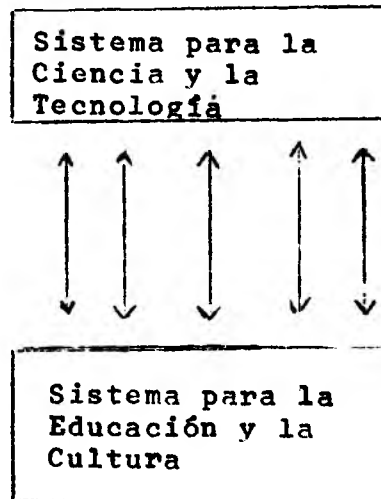 Sistema para la
Ciencia y la
Tecnología
Sistema para la
Educación y la
Cultura